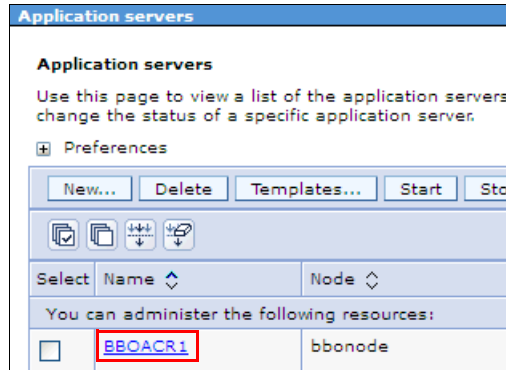 Application servers
Application servers
Use this page to view a list of the application servers
change the status of a specific application server.
Preferences
New... Delete Templates... Start
Select Name Node
You can administer the following resources:
BBOACR1 bbonode